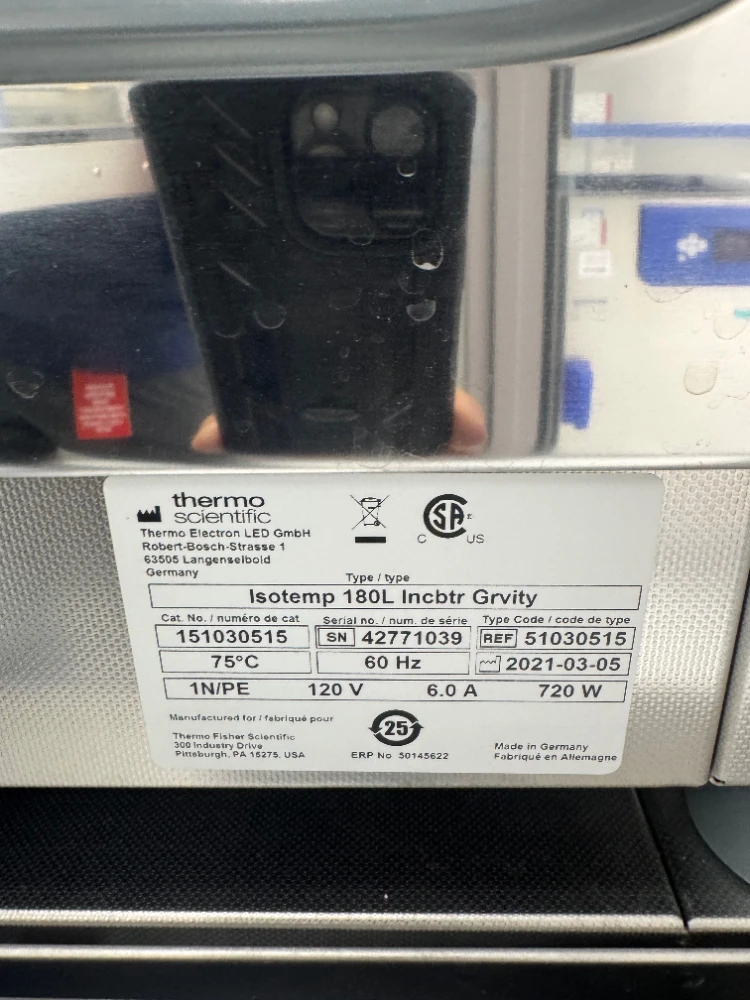 thermo
scientific
Thermo Electron LED GmbH
Robert-Bosch-Strasse 1
63505 Langenselbold
Germany
SA
C US
Type / type
Isotemp 180L Incbtr Grvity
Cat. No. / numéro de cat
Serial no. / num. de série
Type Code / code de type
151030515
SN 42771039
REF 51030515
75°C
60 Hz
2021-03-05
1N/PE 120 V 6.0 A 720 W
Manufactured for / fabriqué pour
Thermo Fisher Scientific
300 Industry Drive
Pittsburgh, PA 15275, USA
25
ERP No 50145622
Made in Germany
Fabriqué en Allemagne